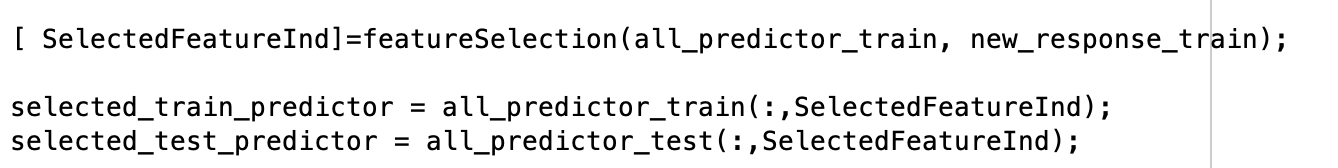 [ SelectedFeatureInd]=featureSelection(all_predictor_train, new_response_train);
selected_train_predictor = all_predictor_train(:,SelectedFeatureInd);
selected_test_predictor = all_predictor_test(:,SelectedFeatureInd);